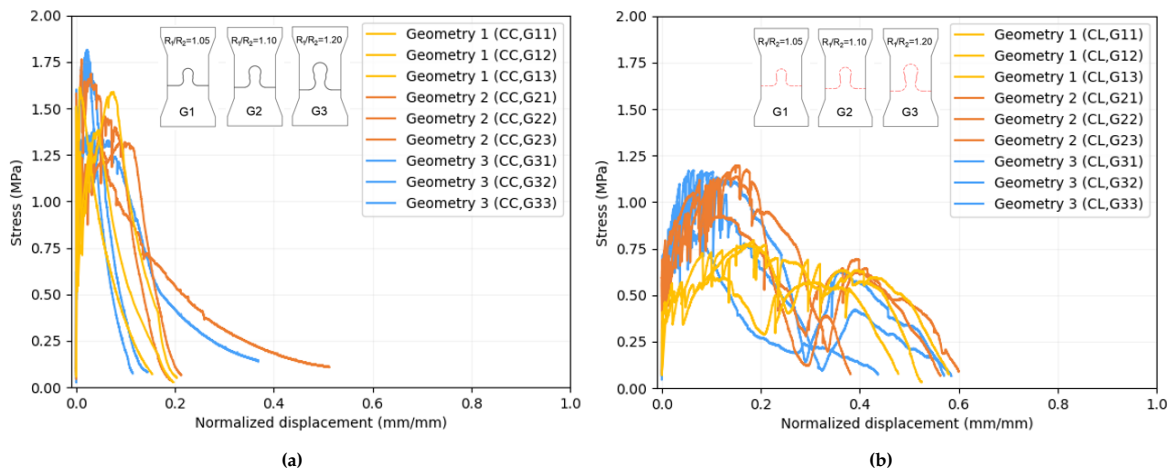 2.00
1.75
1.50
1.25
1.00
0.75
0.50
0.25
0.00
Stress (MPa)
R₁/R₂=1.05
R₁/R₂=1.10
R₁/R₂=1.20
G1
G2
G3
Geometry 1 (CC,G11)
Geometry 1 (CC,G12)
Geometry 1 (CC,G13)
Geometry 2 (CC,G21)
Geometry 2 (CC,G22)
Geometry 2 (CC,G23)
Geometry 3 (CC,G31)
Geometry 3 (CC,G32)
Geometry 3 (CC,G33)
0.0 0.2 0.4 0.6 0.8 1.0
Normalized displacement (mm/mm)
(a)
2.00
1.75
1.50
1.25
1.00
0.75
0.50
0.25
0.00
Stress (MPa)
R₁/R₂=1.05
R₁/R₂=1.10
R₁/R₂=1.20
G1
G2
G3
Geometry 1 (CL,G11)
Geometry 1 (CL,G12)
Geometry 1 (CL,G13)
Geometry 2 (CL,G21)
Geometry 2 (CL,G22)
Geometry 2 (CL,G23)
Geometry 3 (CL,G31)
Geometry 3 (CL,G32)
Geometry 3 (CL,G33)
0.0 0.2 0.4 0.6 0.8 1.0
Normalized displacement (mm/mm)
(b)